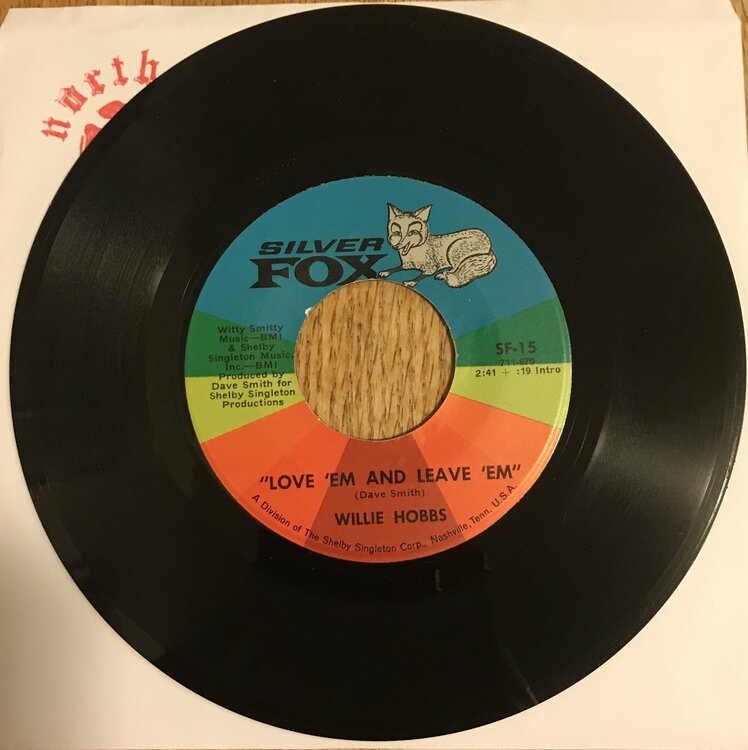 north
SILVER
FOX
Witty Smitty
Music—BMI
& Shelby
Singleton Music,
Inc.—BMI
Produced by
Dave Smith for
Shelby Singleton
Productions
SF-15
711-670
2:41 + :19 Intro
"LOVE 'EM AND LEAVE 'EM"
(Dave Smith)
WILLIE HOBBS
A Division of The Shelby Singleton Corp., Nashville, Tenn. U.S.A.